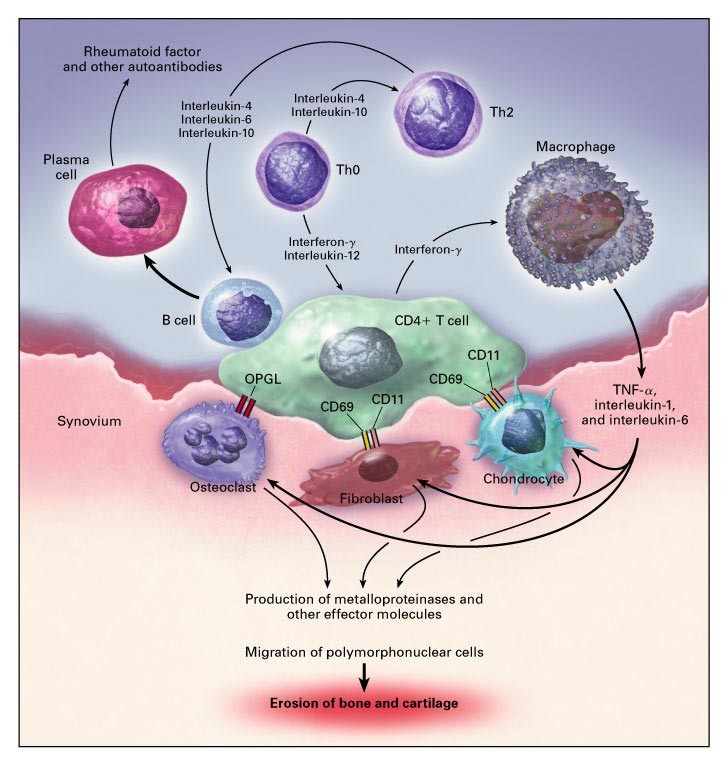 Rheumatoid factor
and other autoantibodies
Interleukin-4
Interleukin-6
Interleukin-10
Interleukin-4
Interleukin-10
Th2
Plasma
cell
Th0
Macrophage
Interferon-γ
Interleukin-12
Interferon-γ
B cell
CD4+ T cell
CD11
CD69
OPGL
CD69
CD11
TNF-α,
interleukin-1,
and interleukin-6
Synovium
Osteoclast
Fibroblast
Chondrocyte
Production of metalloproteinases and
other effector molecules
Migration of polymorphonuclear cells
Erosion of bone and cartilage